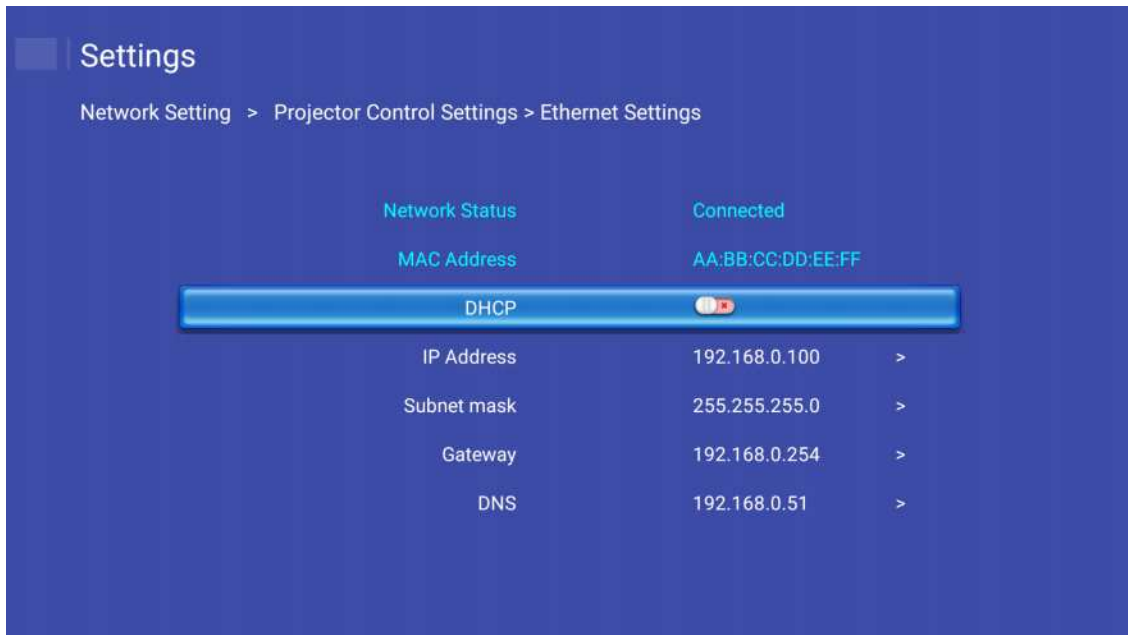 Settings
Network Setting > Projector Control Settings > Ethernet Settings
Network Status Connected
MAC Address AA:BB:CC:DD:EE:FF
DHCP
IP Address 192.168.0.100 >
Subnet mask 255.255.255.0 >
Gateway 192.168.0.254 >
DNS 192.168.0.51 >